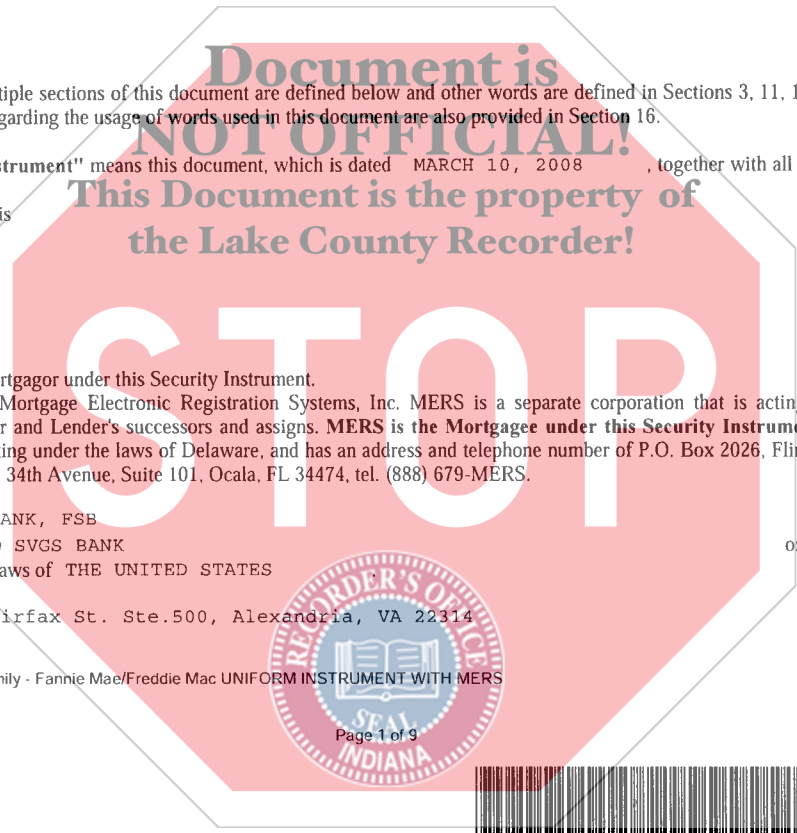 Document is
tiple sections of this document are defined below and other words are defined in Sections 3, 11, 1
garding the usage of words used in this document are also provided in Section 16.
NOT OFFICIAL!
strument" means this document, which is dated MARCH 10, 2008 , together with all
This Document is the property of
is
the Lake County Recorder!
STOP
rtgagor under this Security Instrument.
Mortgage Electronic Registration Systems, Inc. MERS is a separate corporation that is acting
r and Lender's successors and assigns. MERS is the Mortgagee under this Security Instrume
ting under the laws of Delaware, and has an address and telephone number of P.O. Box 2026, Flin
34th Avenue, Suite 101, Ocala, FL 34474, tel. (888) 679-MERS.
ANK, FSB
SVGS BANK
aws of THE UNITED STATES
irfax St. Ste.500, Alexandria, VA 22314
mily - Fannie Mae/Freddie Mac UNIFORM INSTRUMENT WITH MERS
Page 1 of 9
RECORDER'S OFFICE
SEAL
INDIANA